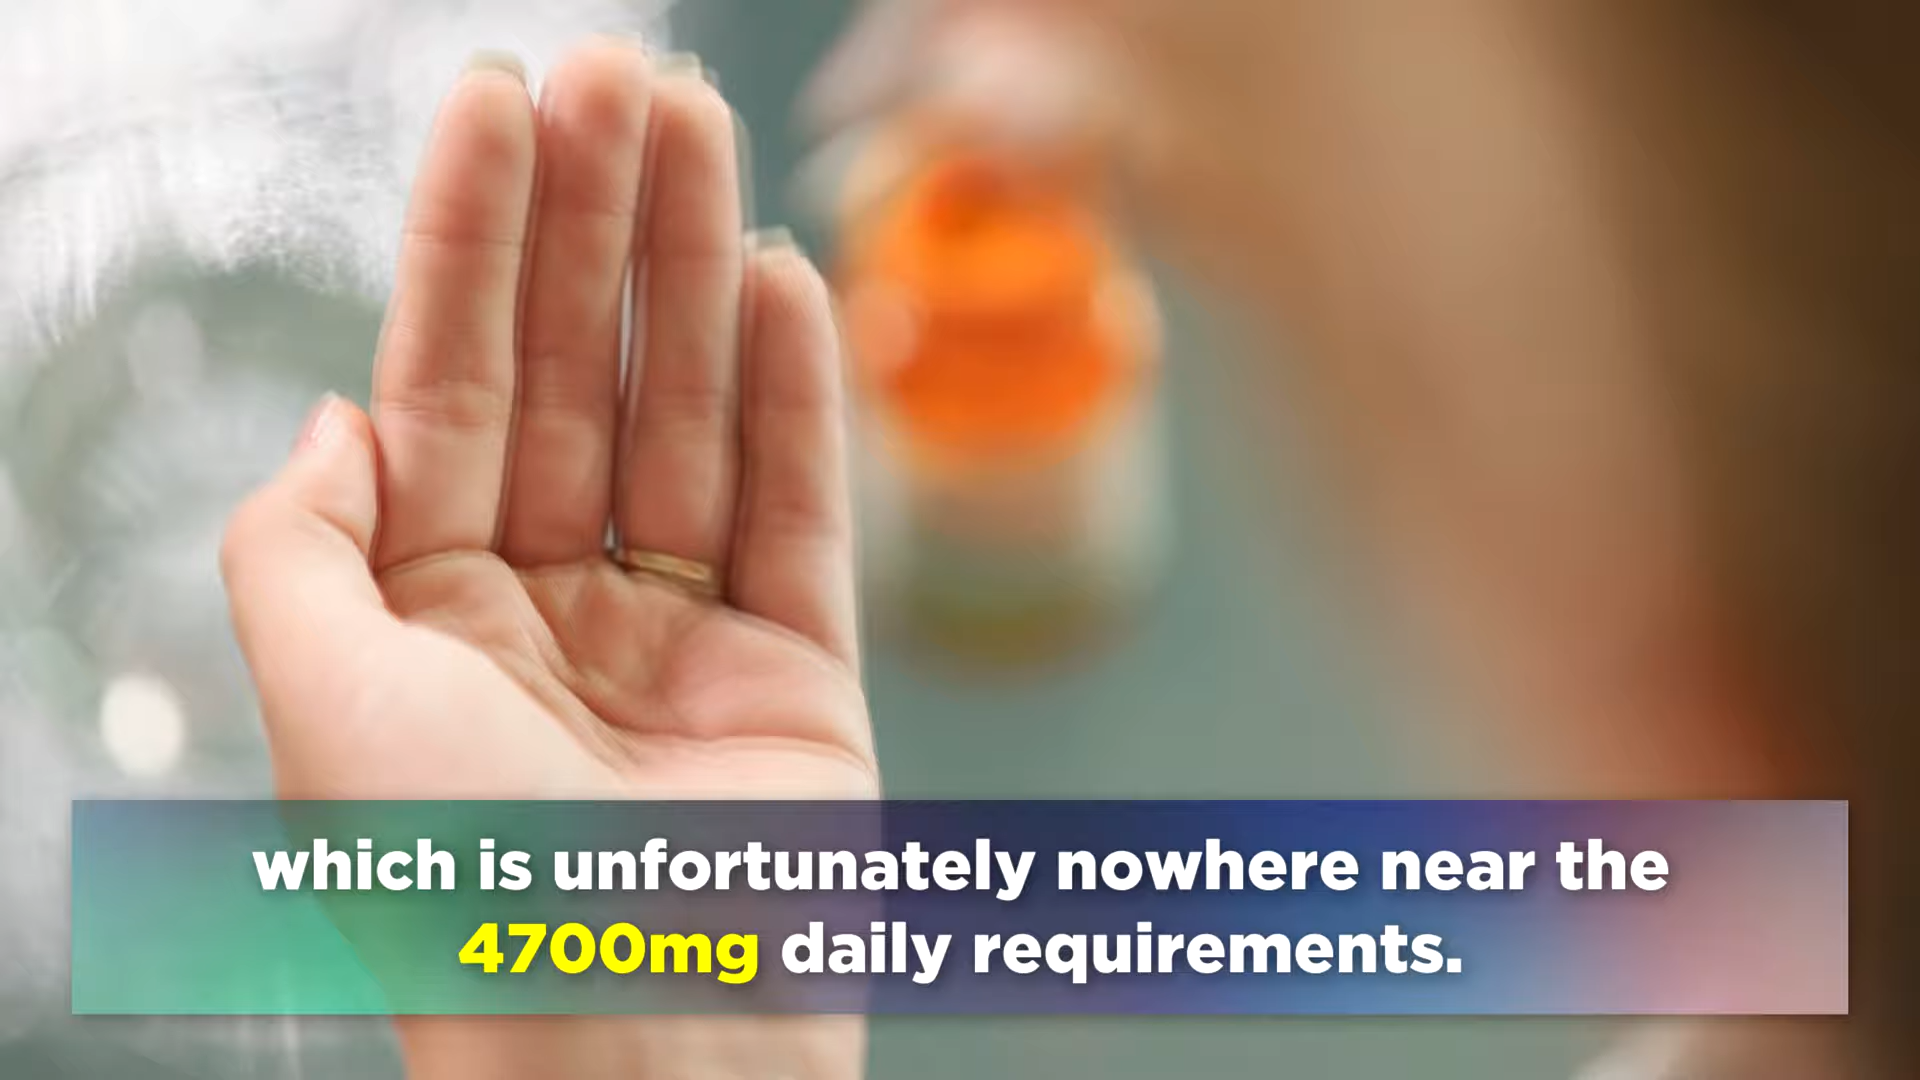 which is unfortunately nowhere near the
4700mg daily requirements.